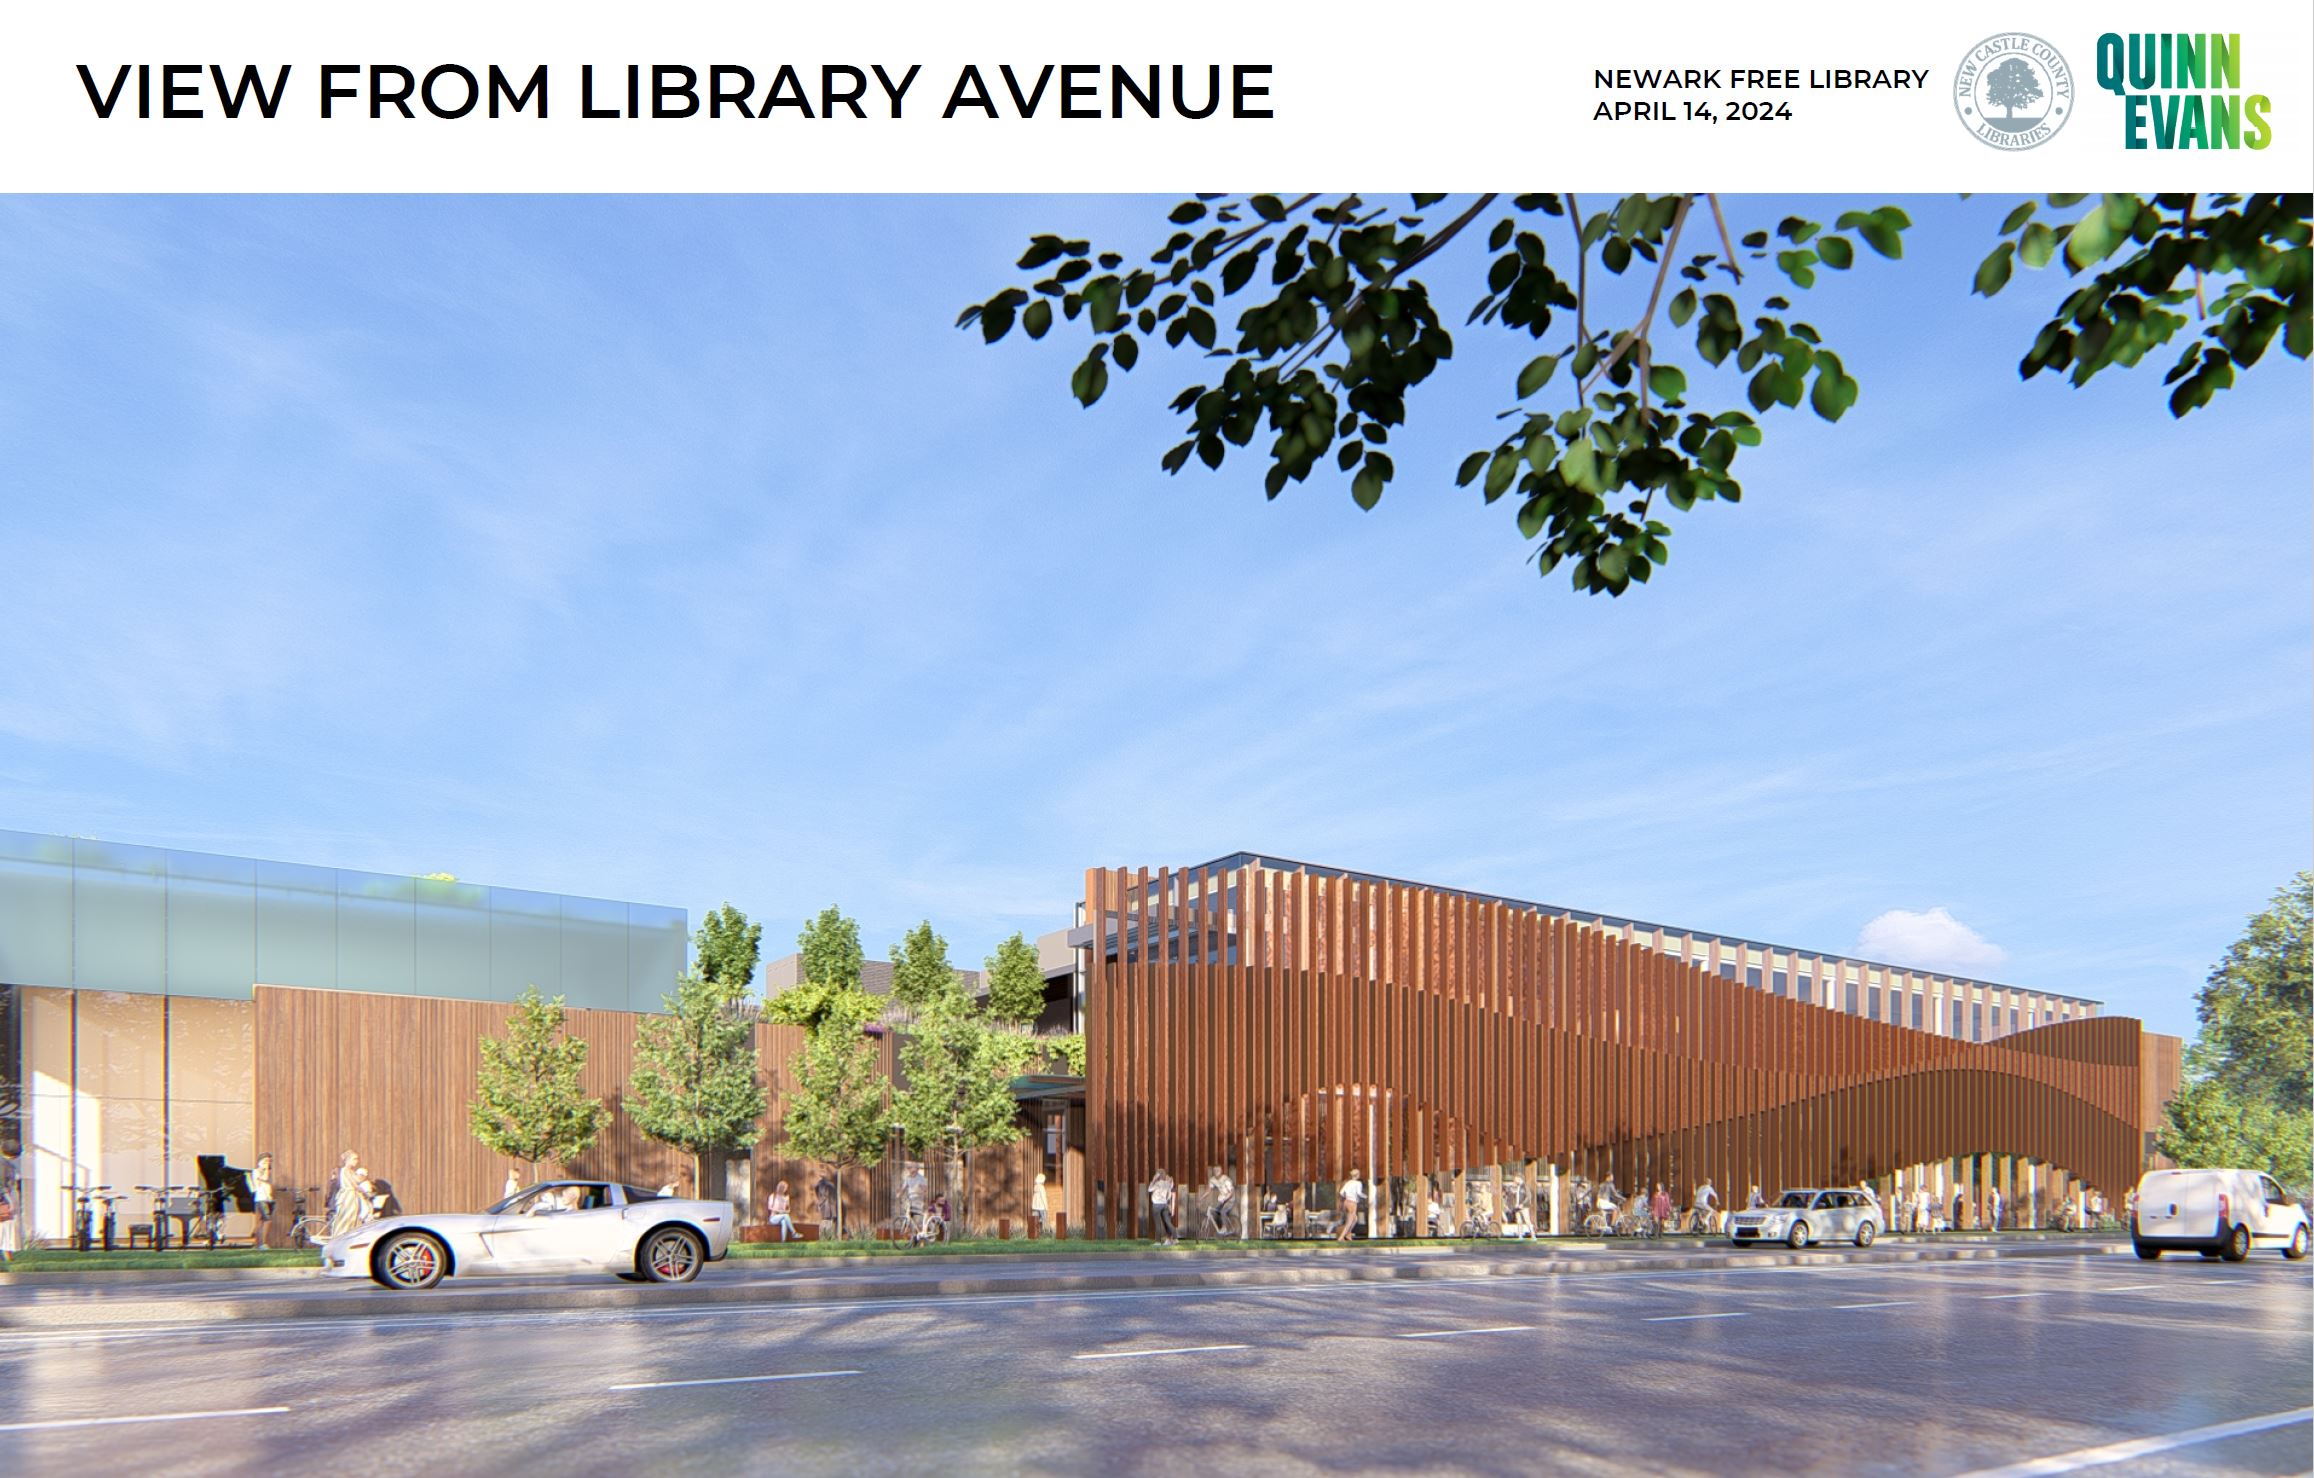 VIEW FROM LIBRARY AVENUE
NEWARK FREE LIBRARY
APRIL 14, 2024
NEW CASTLE COUNTY
LIBRARIES
QUINN
EVANS